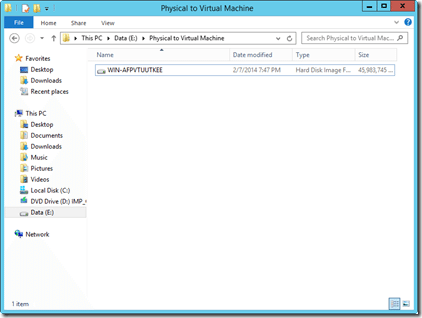 Physical to Virtual Machine
File Home Share View
This PC Data (E:) Physical to Virtual Machine Search Physical to Virtual Mac...
Name Date modified Type Size
WIN-AFPVTUUTKEE 2/7/2014 7:47 PM Hard Disk Image F... 45,983,745 ...
Favorites
Desktop
Downloads
Recent places
This PC
Desktop
Documents
Downloads
Music
Pictures
Videos
Local Disk (C:)
DVD Drive (D:) IMP_
Data (E:)
Network
1 item